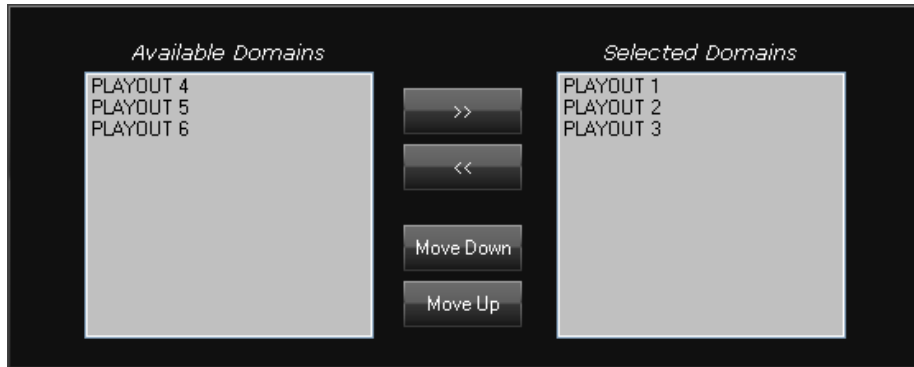 Available Domains
PLAYOUT 4
PLAYOUT 5
PLAYOUT 6
>>
<<
Move Down
Move Up
Selected Domains
PLAYOUT 1
PLAYOUT 2
PLAYOUT 3